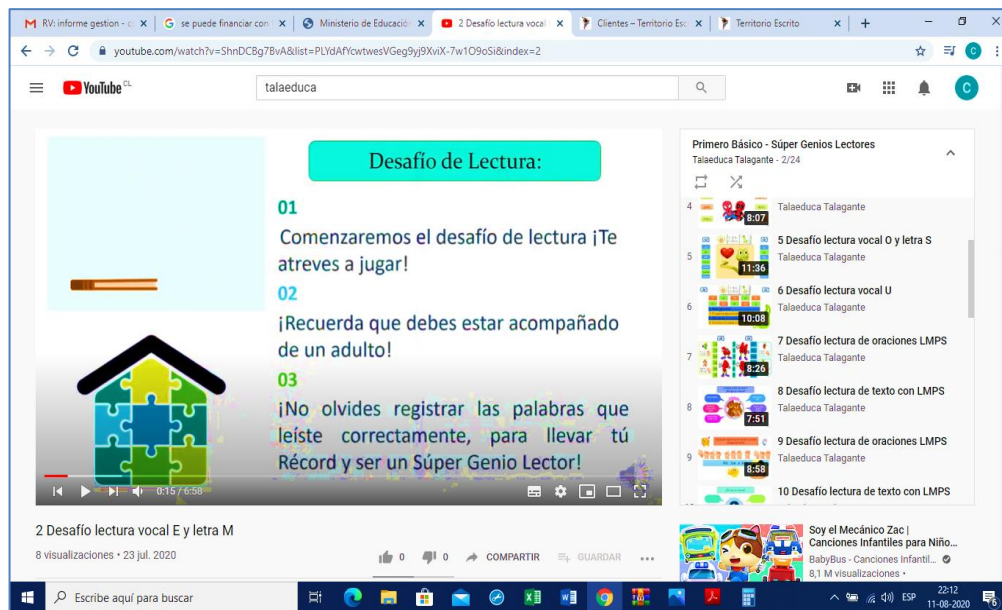 RV: informe gestion - c
se puede financiar con
Ministerio de Educació
2 Desafío lectura vocal
Clientes – Territorio Esc
Territorio Escrito
youtube.com/watch?v=ShnDCBg7BvA&list=PLYdAfYcwtwesVGeg9yj9XviX-7w1O9oSi&index=2
YouTube CL
talaeduca
C
Desafío de Lectura:
01
Comenzaremos el desafío de lectura ¡Te
atreves a jugar!
02
¡Recuerda que debes estar acompañado
de un adulto!
03
¡No olvides registrar las palabras que
leíste correctamente, para llevar tú
Récord y ser un Súper Genio Lector!
0:15 / 6:58
2 Desafío lectura vocal E y letra M
8 visualizaciones • 23 jul. 2020
0
0
COMPARTIR
GUARDAR
Primero Básico - Súper Genios Lectores
Talaeduca Talagante - 2/24
4
8:07
Talaeduca Talagante
5
11:36
5 Desafío lectura vocal O y letra S
Talaeduca Talagante
6
10:08
6 Desafío lectura vocal U
Talaeduca Talagante
7
8:26
7 Desafío lectura de oraciones LMPS
Talaeduca Talagante
8
7:51
8 Desafío lectura de texto con LMPS
Talaeduca Talagante
9
8:58
9 Desafío lectura de oraciones LMPS
Talaeduca Talagante
10 Desafío lectura de texto con LMPS
Soy el Mecánico Zac |
Canciones Infantiles para Niño...
BabyBus - Canciones Infantil...
8,1 M visualizaciones •
Escribe aquí para buscar
ESP
22:12
11-08-2020